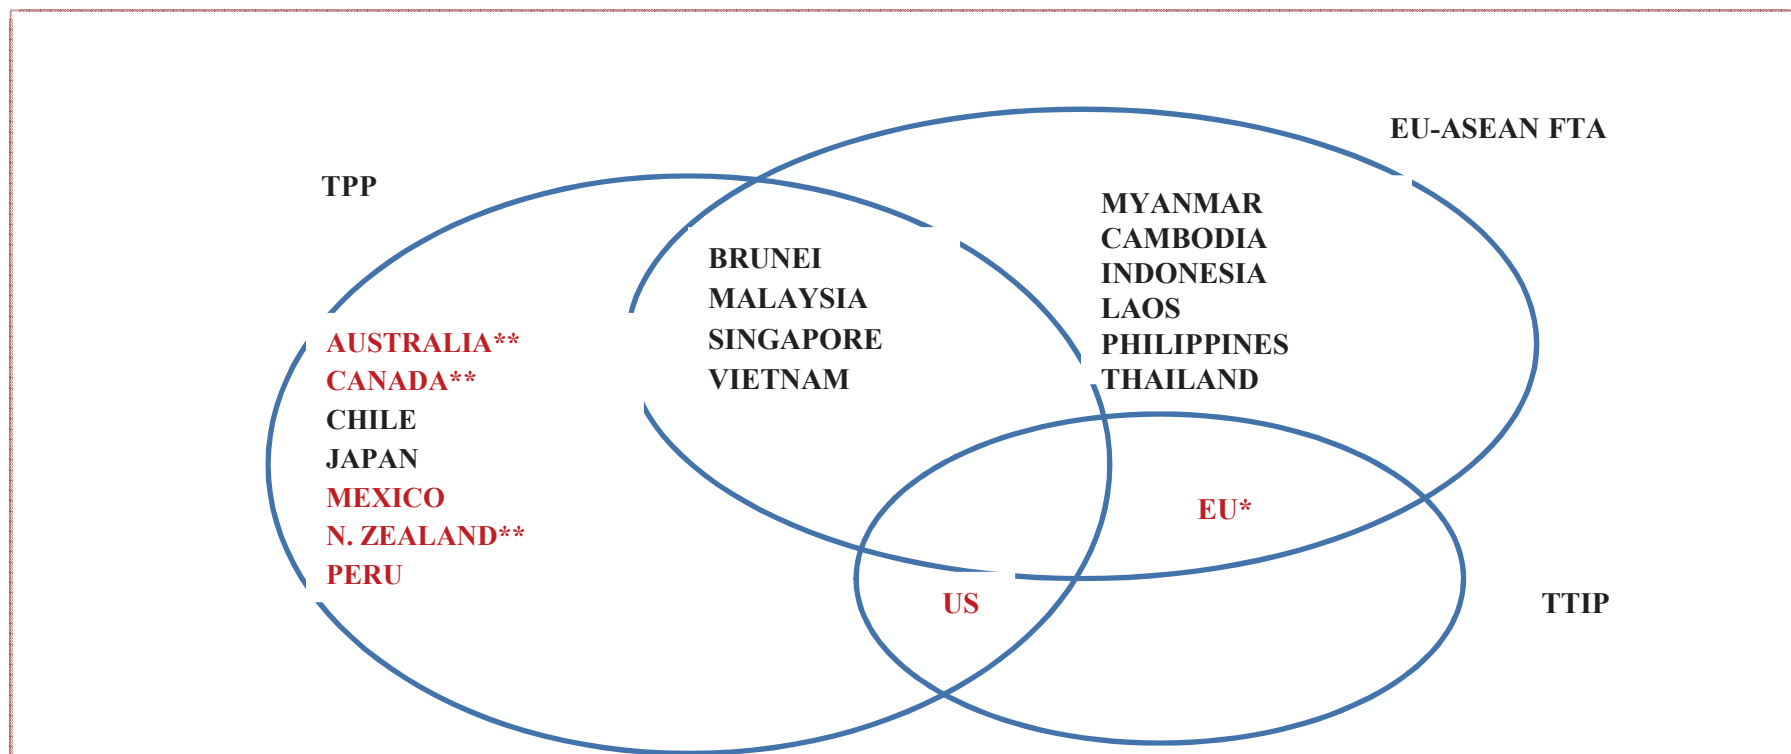 EU-ASEAN FTA
TPP
MYANMAR
CAMBODIA
INDONESIA
LAOS
PHILIPPINES
THAILAND
BRUNEI
MALAYSIA
SINGAPORE
VIETNAM
AUSTRALIA**
CANADA**
CHILE
JAPAN
MEXICO
N. ZEALAND**
PERU
EU*
US
TTIP